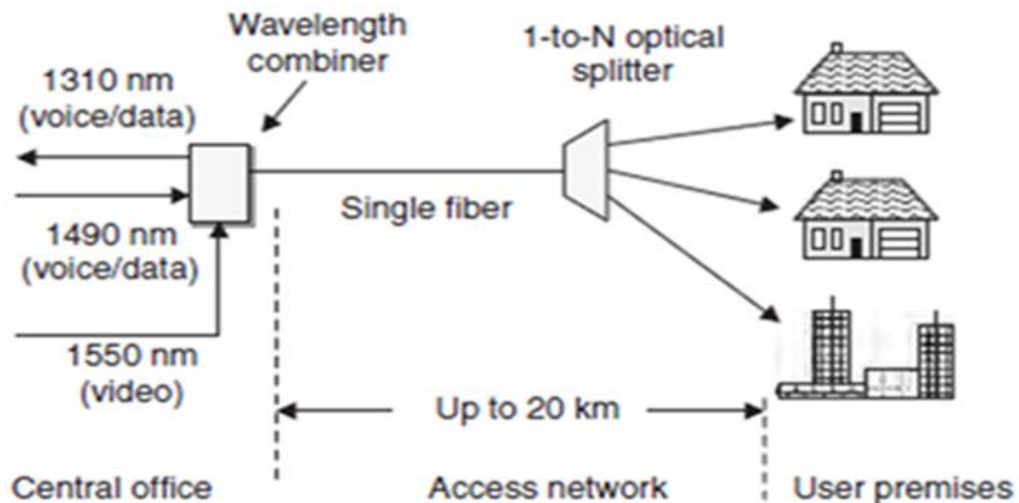 Wavelength
combiner
1-to-N optical
splitter
1310 nm
(voice/data)
Single fiber
1490 nm
(voice/data)
1550 nm
(video)
Up to 20 km
Central office
Access network
User premises